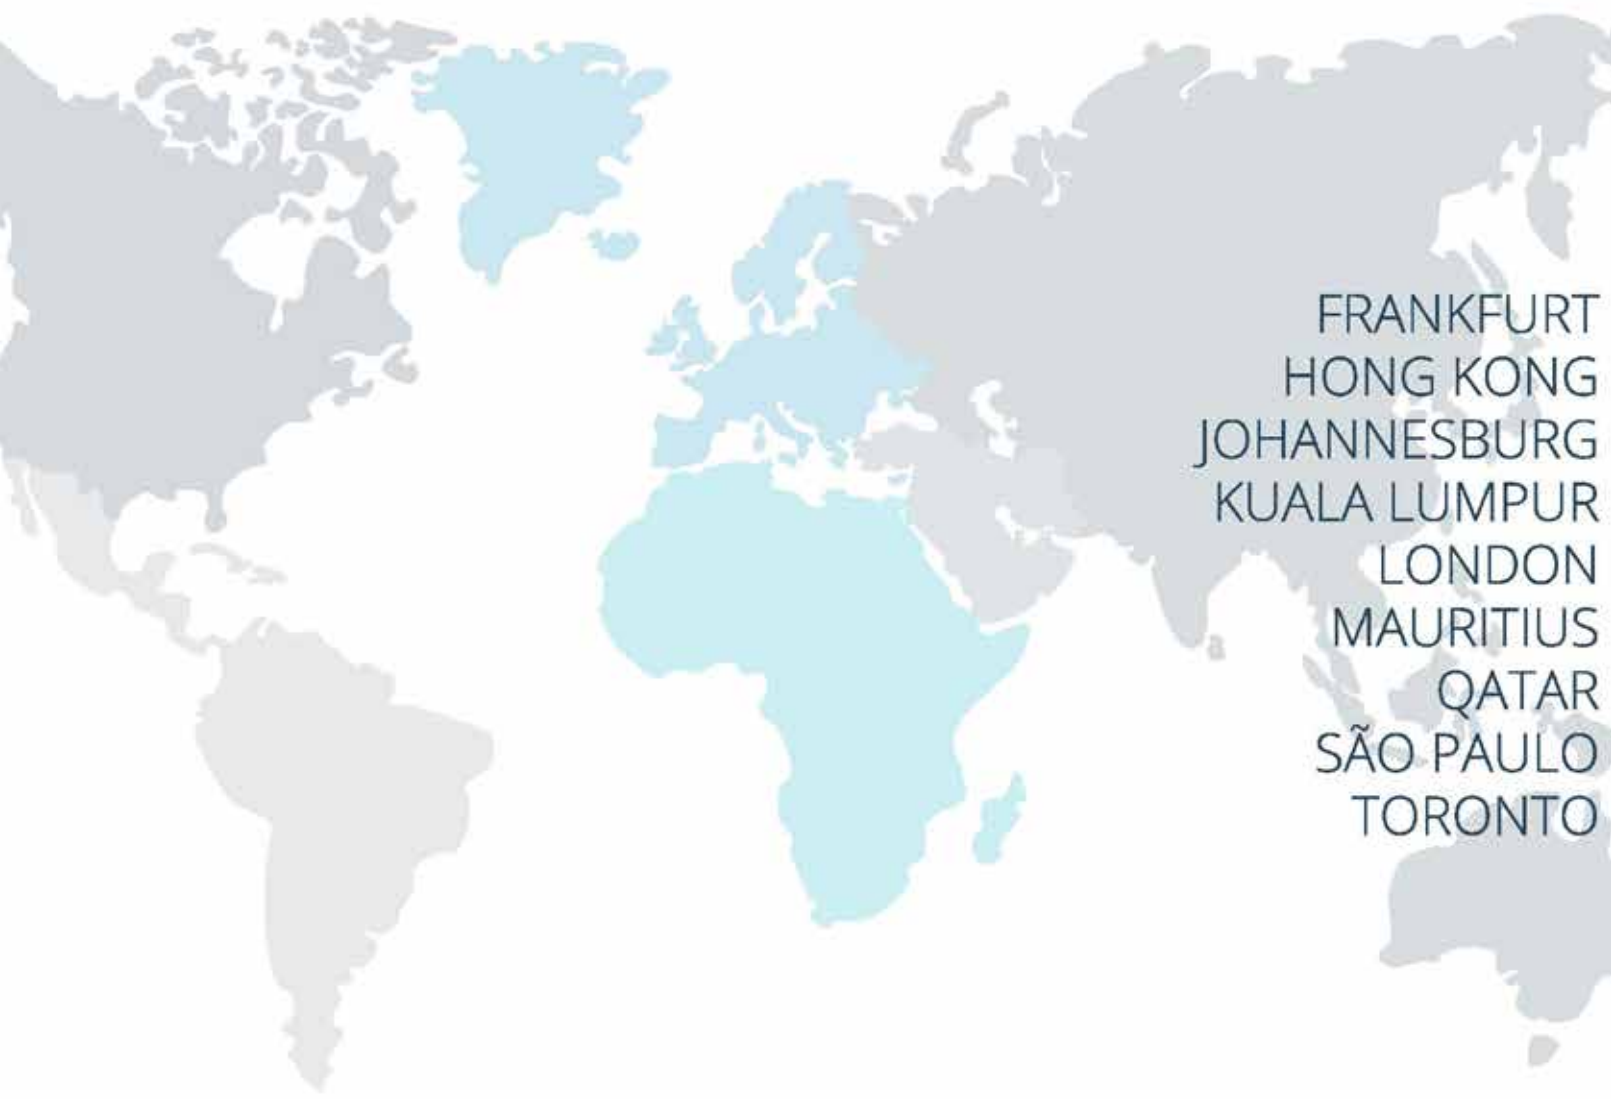 FRANKFURT
HONG KONG
JOHANNESBURG
KUALA LUMPUR
LONDON
MAURITIUS
QATAR
SÃO PAULO
TORONTO